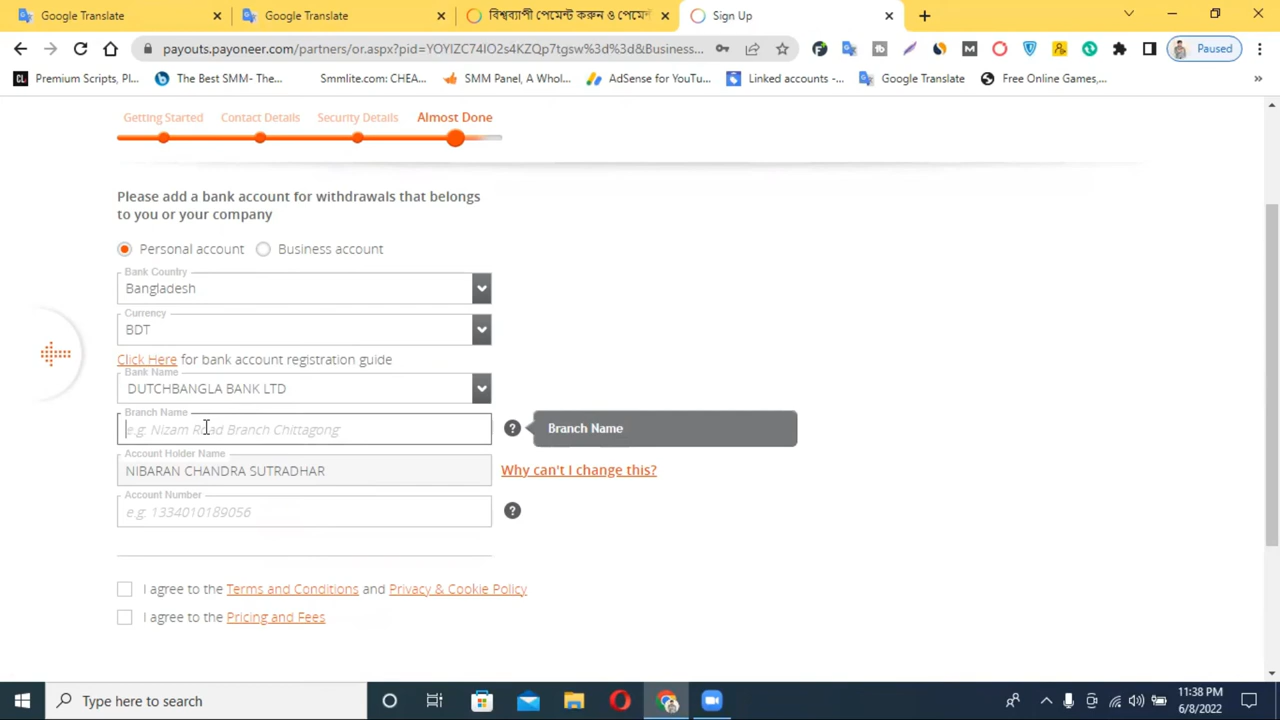 Google Translate
Google Translate
বিশ্বব্যাপী পেমেন্ট করুন ও পেমে
Sign Up
payouts.payoneer.com/partners/or.aspx?pid=YOYIZC74IO2s4KZQp7tgsw%3d%3d&Business...
Paused
Premium Scripts, Pl...
The Best SMM- The...
Smmlite.com: CHEA...
SMM Panel, A Whol...
AdSense for YouTu...
Linked accounts -...
Google Translate
Free Online Games,...
Getting Started
Contact Details
Security Details
Almost Done
Please add a bank account for withdrawals that belongs
to you or your company
Personal account
Business account
Bank Country
Bangladesh
Currency
BDT
Click Here for bank account registration guide
Bank Name
DUTCHBANGLA BANK LTD
Branch Name
e.g. Nizam Road Branch Chittagong
Branch Name
Account Holder Name
NIBARAN CHANDRA SUTRADHAR
Why can't I change this?
Account Number
e.g. 1334010189056
I agree to the Terms and Conditions and Privacy & Cookie Policy
I agree to the Pricing and Fees
Type here to search
11:38 PM
6/8/2022